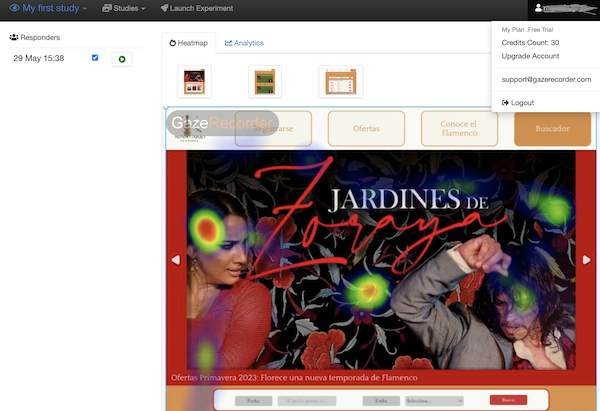 My first study
Studies
Launch Experiment
My Plan :Free Trial
Credits Count: 30
Upgrade Account
support@gazerecorder.com
Logout
Responders
29 May 15:38
Heatmap
Analytics
GazeRecorder
Registrarse
Ofertas
Conoce el
Flamenco
Buscador
JARDINES DE
Zoraya
Ofertas Primavera 2023: Florece una nueva temporada de Flamenco
Fecha
Estilo
Selecciona...
Buscar